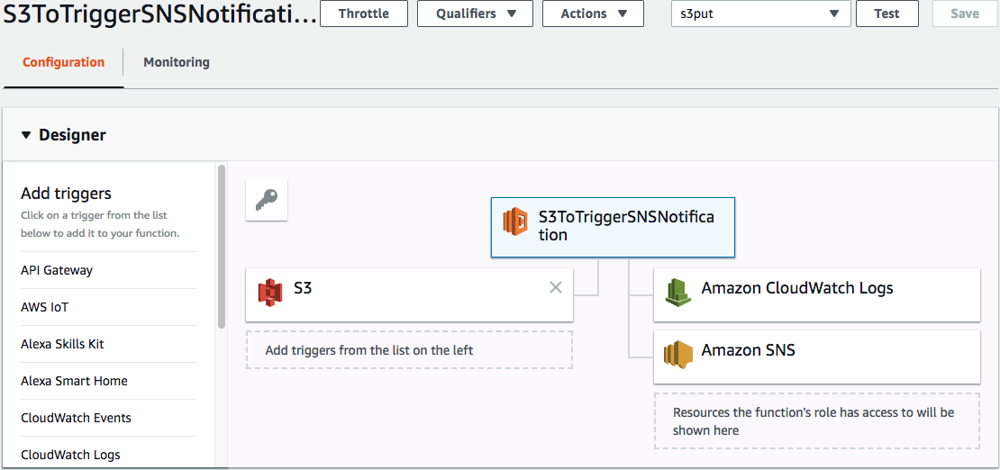 S3ToTriggerSNSNotificati...
Throttle
Qualifiers
Actions
s3put
Test
Save
Configuration
Monitoring
Designer
Add triggers
Click on a trigger from the list
below to add it to your function.
API Gateway
AWS IoT
Alexa Skills Kit
Alexa Smart Home
CloudWatch Events
CloudWatch Logs
S3ToTriggerSNSNotifica
tion
S3
Add triggers from the list on the left
Amazon CloudWatch Logs
Amazon SNS
Resources the function's role has access to will be
shown here